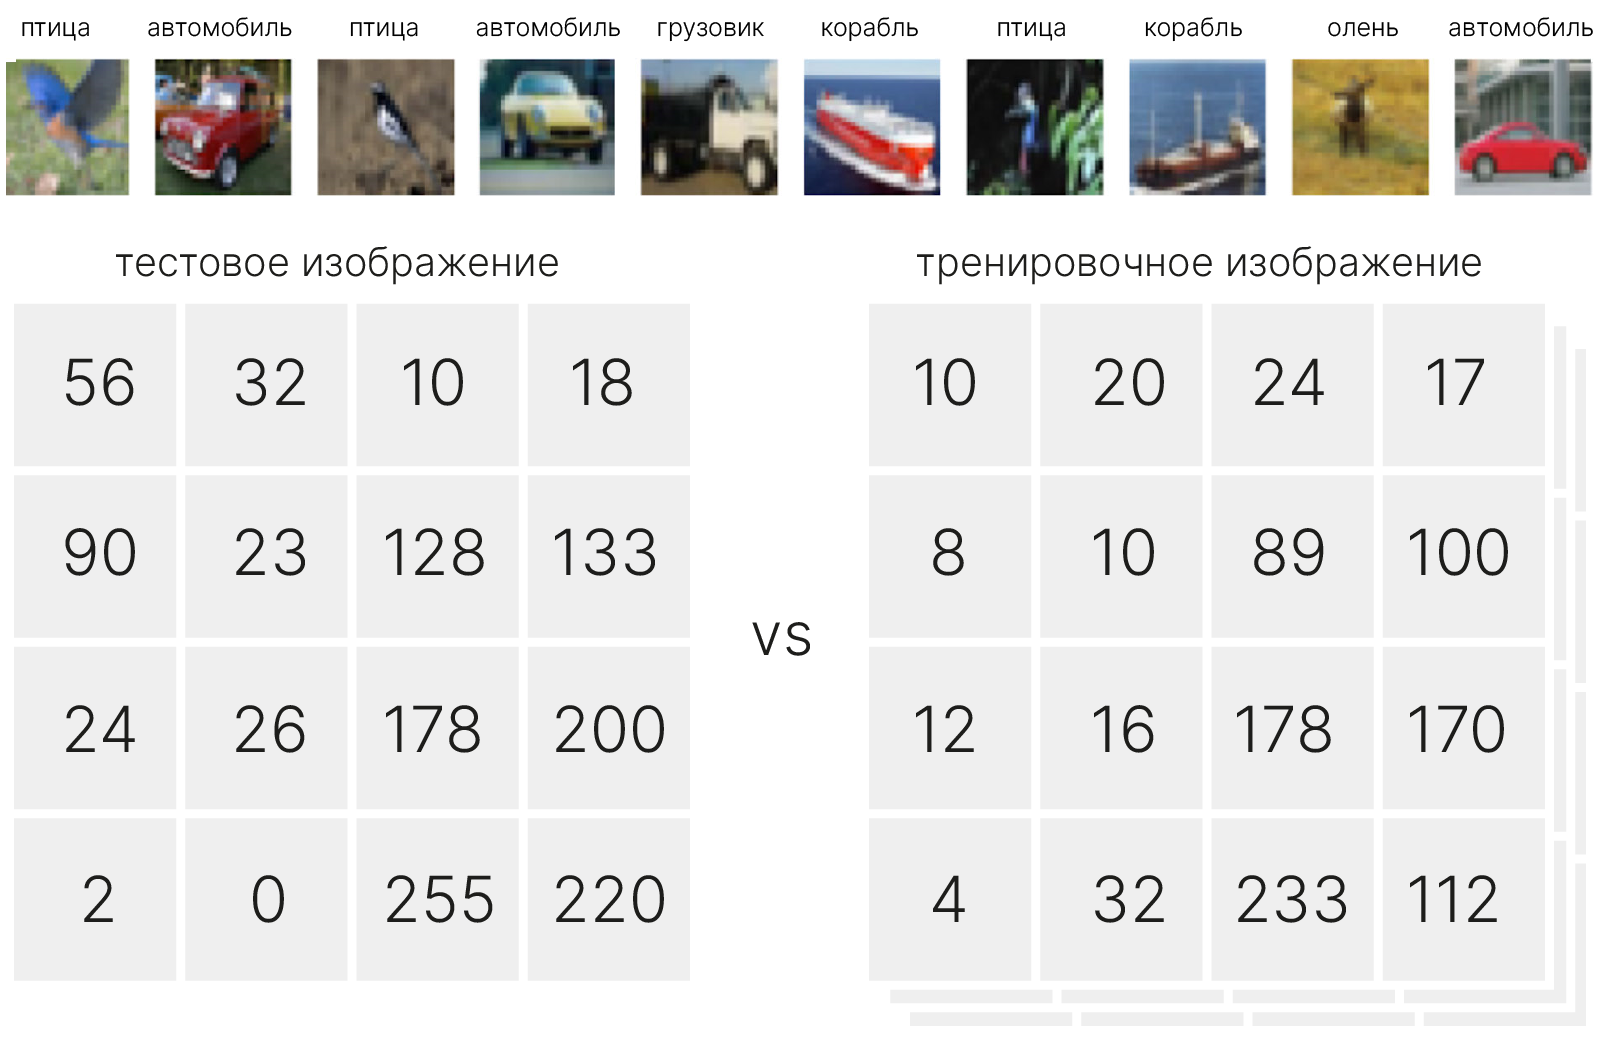 птица автомобиль птица автомобиль грузовик корабль птица корабль олень автомобиль
тестовое изображение
56 32 10 18
90 23 128 133
24 26 178 200
2 0 255 220
vs
тренировочное изображение
10 20 24 17
8 10 89 100
12 16 178 170
4 32 233 112